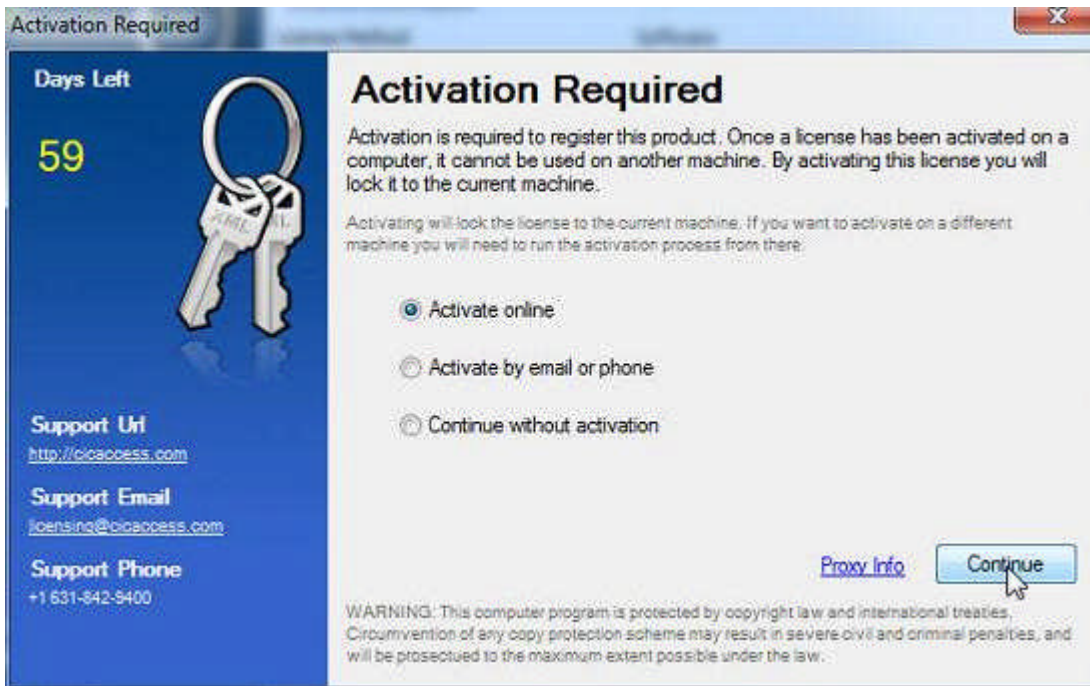 Activation Required
Days Left
59
Support Url
http://cicaccess.com
Support Email
licensing@cicaccess.com
Support Phone
+1 631-842-9400
Activation Required
Activation is required to register this product. Once a license has been activated on a
computer, it cannot be used on another machine. By activating this license you will
lock it to the current machine.
Activating will lock the license to the current machine. If you want to activate on a different
machine you will need to run the activation process from there.
Activate online
Activate by email or phone
Continue without activation
Proxy Info
Continue
WARNING: This computer program is protected by copyright law and international treaties.
Circumvention of any copy protection scheme may result in severe civil and criminal penalties, and
will be prosectued to the maximum extent possible under the law.